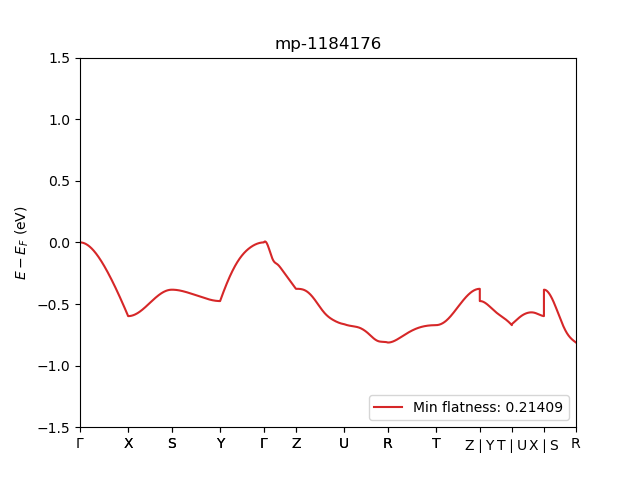 mp-1184176
1.5
1.0
0.5
0.0
−0.5
−1.0
−1.5
E − E_F (eV)
Min flatness: 0.21409
Γ X S Y Γ Z U R T Z | Y T | U X | S R